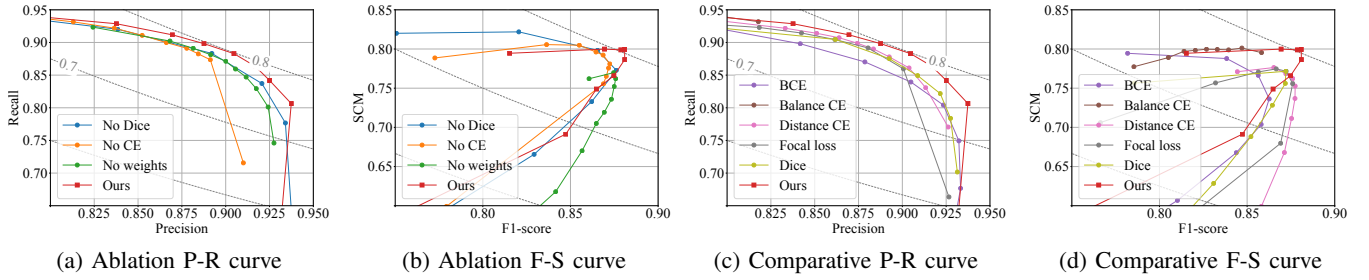 0.95
0.90
0.85
0.80
0.75
0.70
Recall
0.7
0.8
No Dice
No CE
No weights
Ours
0.825 0.850 0.875 0.900 0.925 0.950
Precision
(a) Ablation P-R curve
0.85
0.80
0.75
0.70
0.65
SCM
No Dice
No CE
No weights
Ours
0.80 0.85 0.90
F1-score
(b) Ablation F-S curve
0.95
0.90
0.85
0.80
0.75
0.70
Recall
0.7
0.8
BCE
Balance CE
Distance CE
Focal loss
Dice
Ours
0.825 0.850 0.875 0.900 0.925 0.950
Precision
(c) Comparative P-R curve
0.85
0.80
0.75
0.70
0.65
SCM
BCE
Balance CE
Distance CE
Focal loss
Dice
Ours
0.80 0.85 0.90
F1-score
(d) Comparative F-S curve